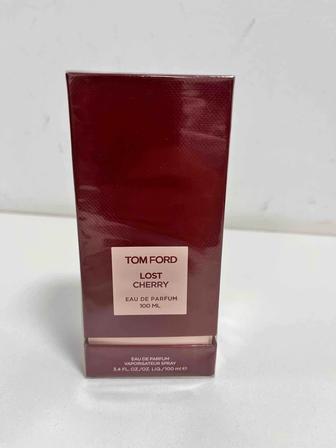 TOM FORD
LOST
CHERRY
EAU DE PARFUM
100 ML
EAU DE PARFUM
VAPORISATEUR SPRAY
3.4 FL.OZ./OZ. LIQ./100 ml ℮